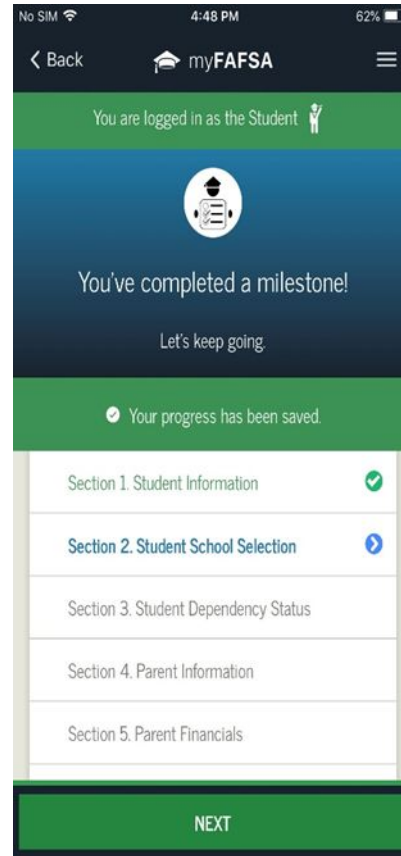 No SIM 4:48 PM 62%
Back myFAFSA
You are logged in as the Student
You've completed a milestone!
Let's keep going.
Your progress has been saved.
Section 1. Student Information
Section 2. Student School Selection
Section 3. Student Dependency Status
Section 4. Parent Information
Section 5. Parent Financials
NEXT